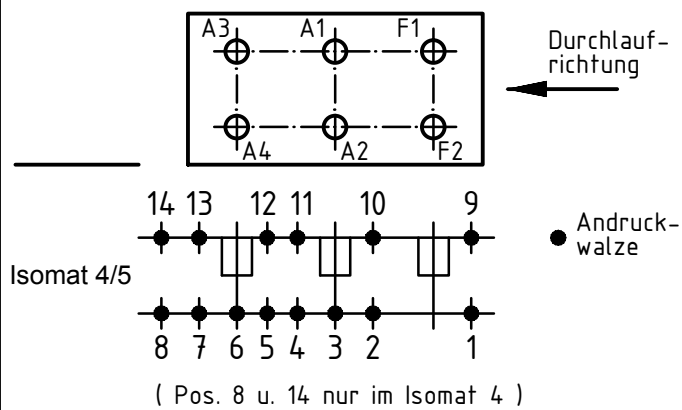 A3 A1 F1
Durchlauf-
richtung
A4 A2 F2
14 13 12 11 10 9
Andruck-
walze
Isomat 4/5
8 7 6 5 4 3 2 1
( Pos. 8 u. 14 nur im Isomat 4 )